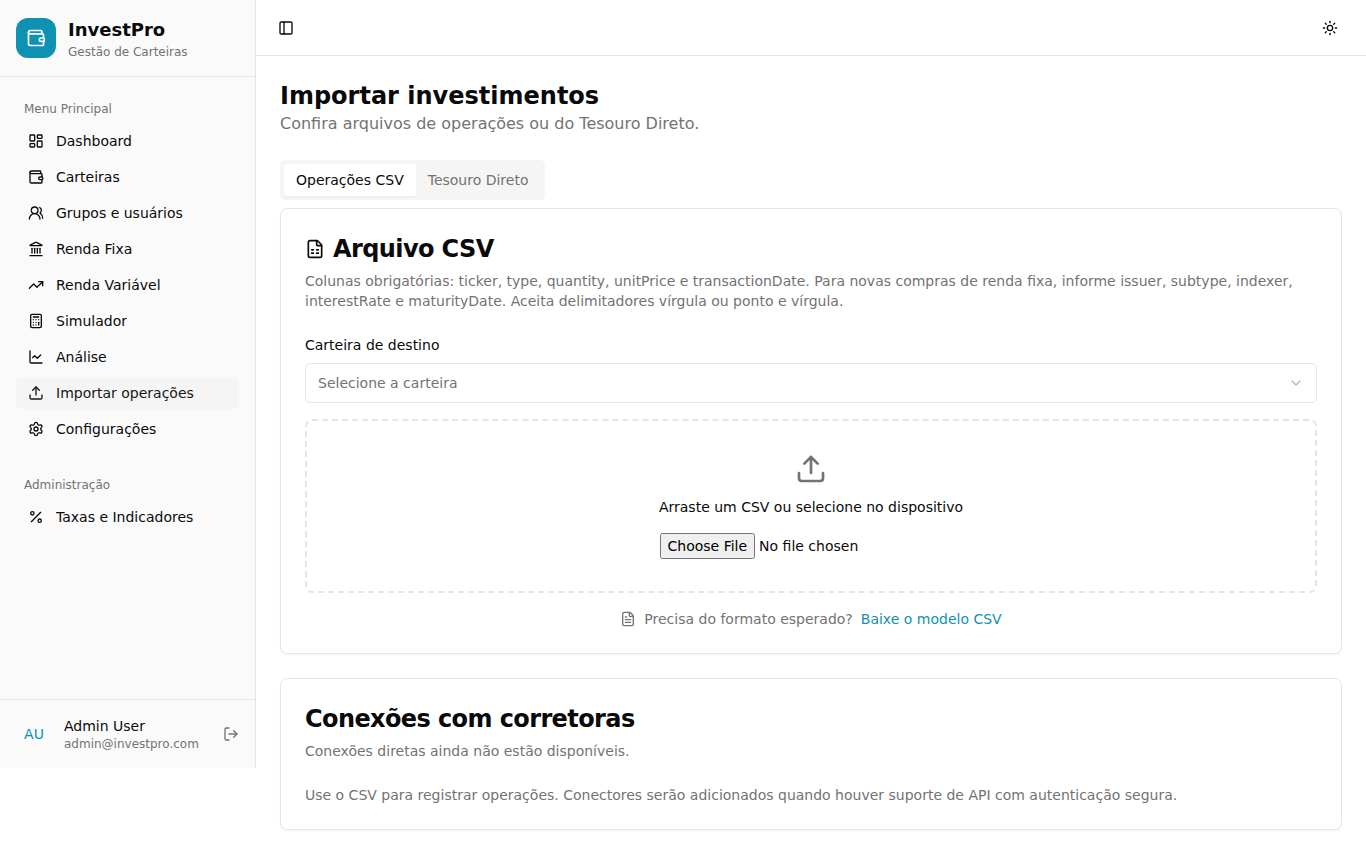 InvestPro
Gestão de Carteiras
Menu Principal
Dashboard
Carteiras
Grupos e usuários
Renda Fixa
Renda Variável
Simulador
Análise
Importar operações
Configurações
Administração
Taxas e Indicadores
AU
Admin User
admin@investpro.com
Importar investimentos
Confira arquivos de operações ou do Tesouro Direto.
Operações CSV
Tesouro Direto
Arquivo CSV
Colunas obrigatórias: ticker, type, quantity, unitPrice e transactionDate. Para novas compras de renda fixa, informe issuer, subtype, indexer,
interestRate e maturityDate. Aceita delimitadores vírgula ou ponto e vírgula.
Carteira de destino
Selecione a carteira
Arraste um CSV ou selecione no dispositivo
Choose File No file chosen
Precisa do formato esperado? Baixe o modelo CSV
Conexões com corretoras
Conexões diretas ainda não estão disponíveis.
Use o CSV para registrar operações. Conectores serão adicionados quando houver suporte de API com autenticação segura.